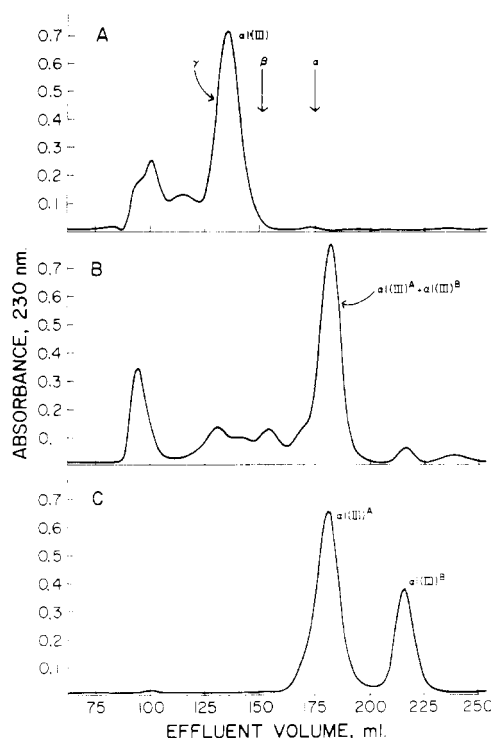 A
α1(III)
γ
β
α
0.7
0.6
0.5
0.4
0.3
0.2
0.1
B
α1(III)ᴬ + α1(III)ᴮ
0.7
0.6
0.5
0.4
0.3
0.2
0.1
C
α1(III)ᴬ
α1(III)ᴮ
0.7
0.6
0.5
0.4
0.3
0.2
0.1
75 100 125 150 175 200 225 250
ABSORBANCE, 230 nm.
EFFLUENT VOLUME, ml.